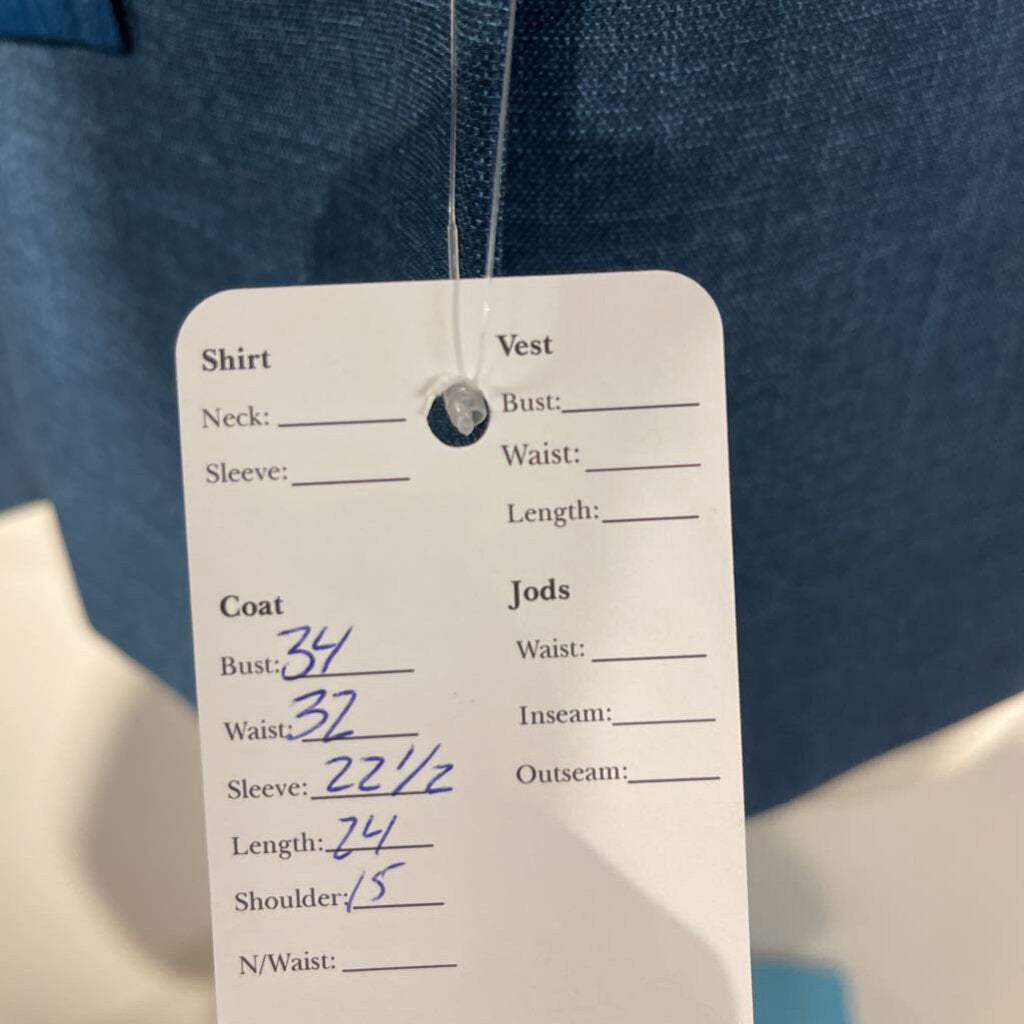 Shirt
Neck:
Sleeve:
Vest
Bust:
Waist:
Length:
Coat
Bust: 34
Waist: 32
Sleeve: 22 1/2
Length: 24
Shoulder: 15
N/Waist:
Jods
Waist:
Inseam:
Outseam: